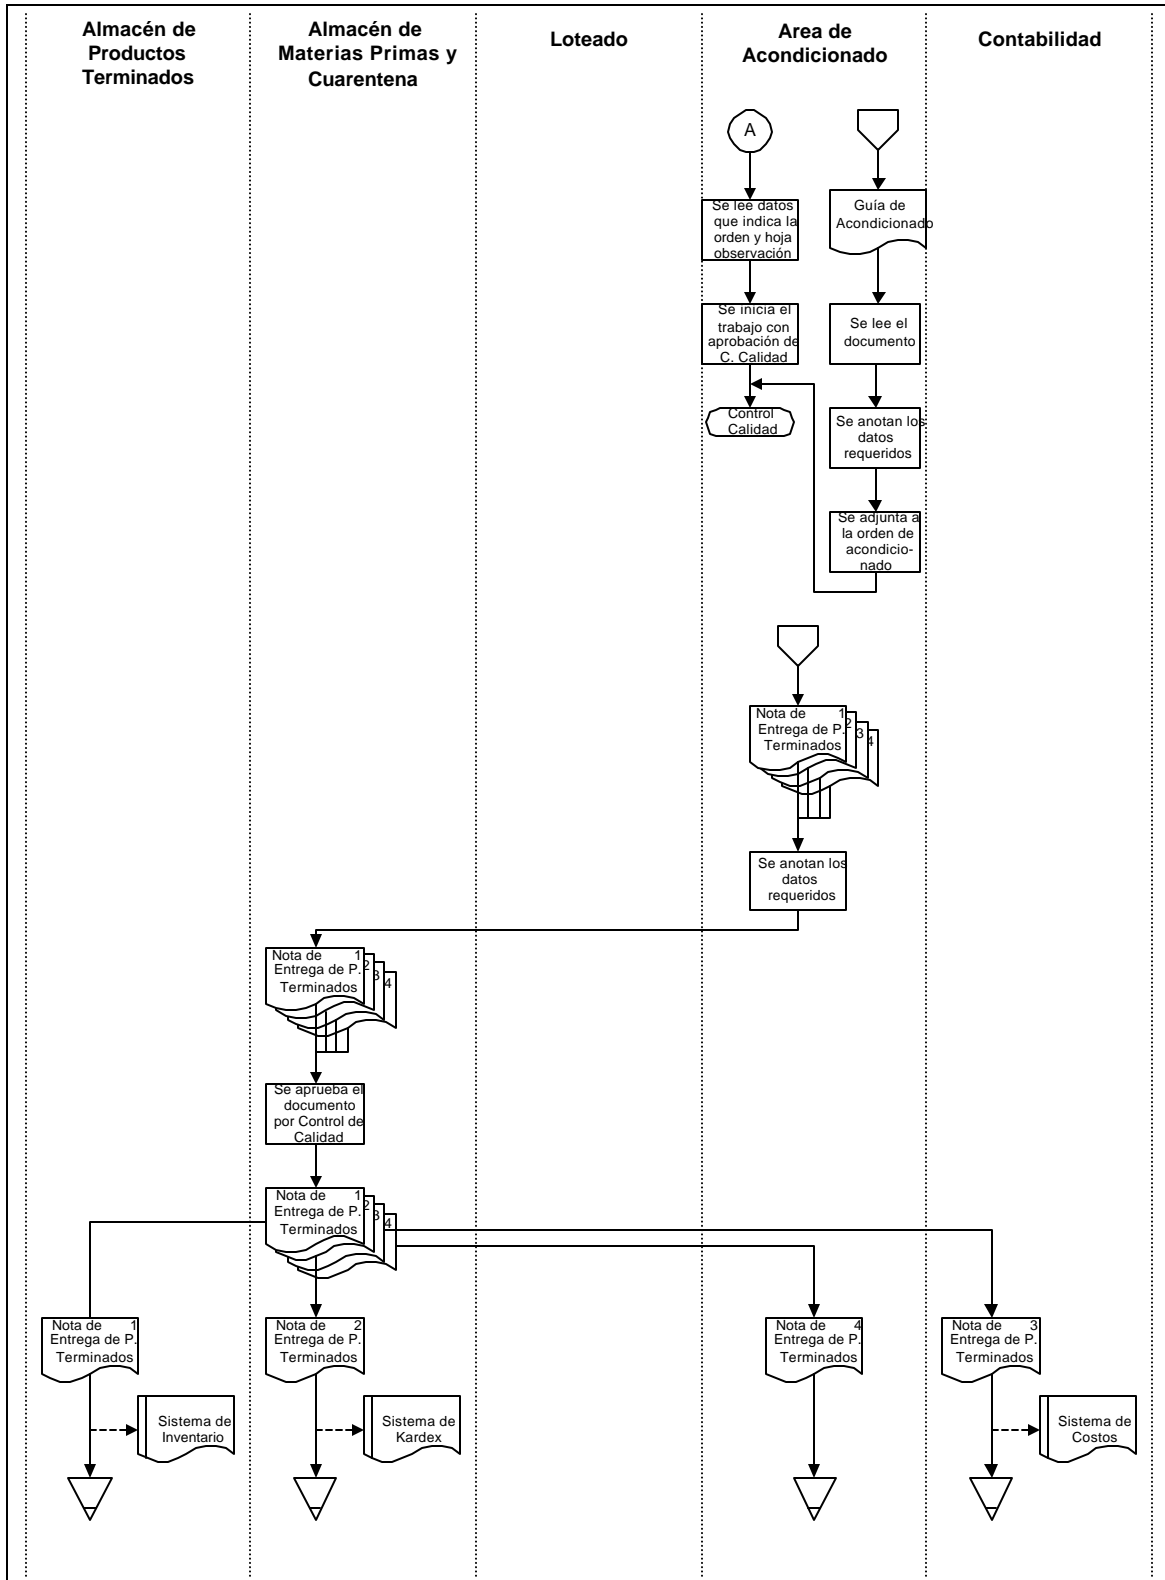 Almacén de
Productos
Terminados
Almacén de
Materias Primas y
Cuarentena
Loteado
Area de
Acondicionado
Contabilidad
A
Se lee datos
que indica la
orden y hoja
observación
Guía de
Acondicionado
Se inicia el
trabajo con
aprobación de
C. Calidad
Se lee el
documento
Control
Calidad
Se anotan los
datos
requeridos
Se adjunta a
la orden de
acondicio-
nado
Nota de 1
Entrega de P.
Terminados
2
3
4
Se anotan los
datos
requeridos
Nota de 1
Entrega de P.
Terminados
2
3
4
Se aprueba el
documento
por Control de
Calidad
Nota de 1
Entrega de P.
Terminados
2
3
4
Nota de 1
Entrega de P.
Terminados
Nota de 2
Entrega de P.
Terminados
Nota de 4
Entrega de P.
Terminados
Nota de 3
Entrega de P.
Terminados
Sistema de
Inventario
Sistema de
Kardex
Sistema de
Costos